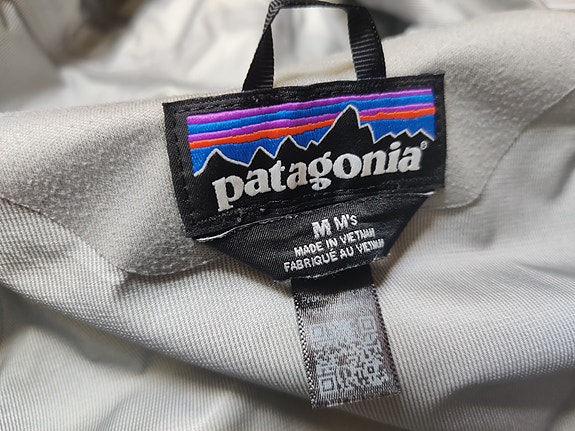 patagonia®
M M's
MADE IN VIETNAM
FABRIQUÉ AU VIETNAM